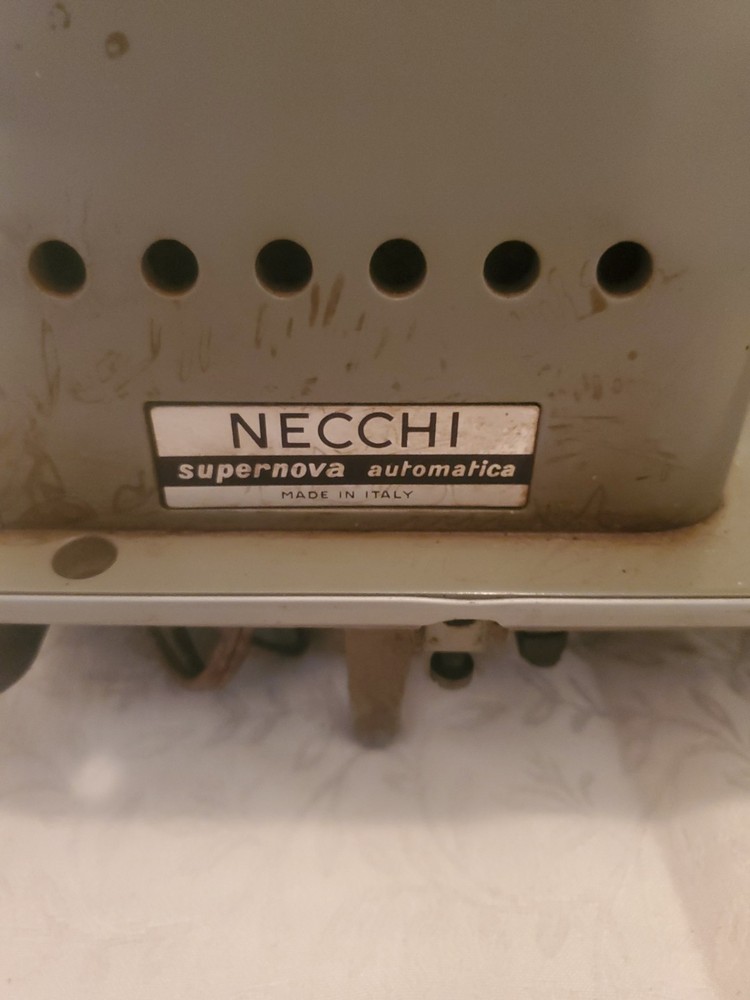 NECCHI
supernova automatica
MADE IN ITALY